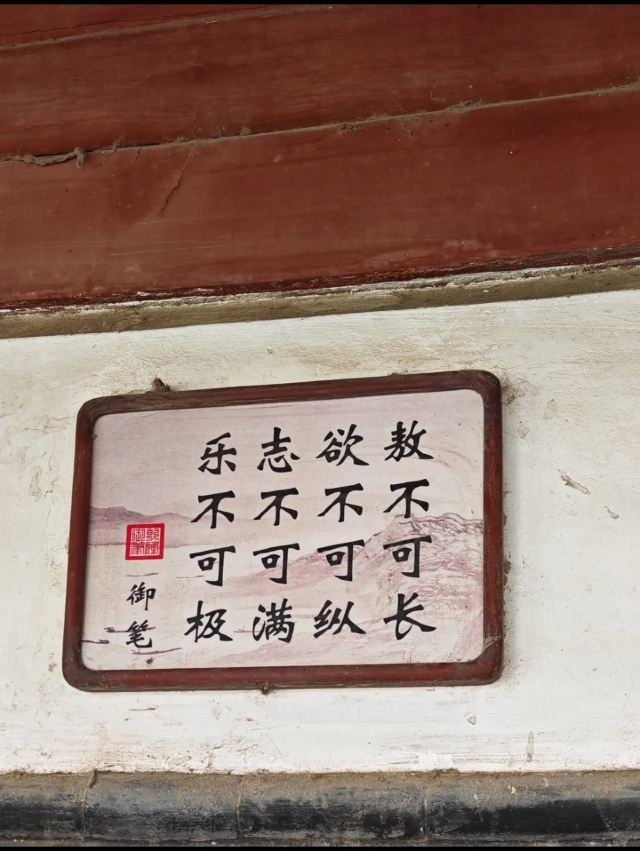 敖不可长
欲不可纵
志不可满
乐不可极
御笔